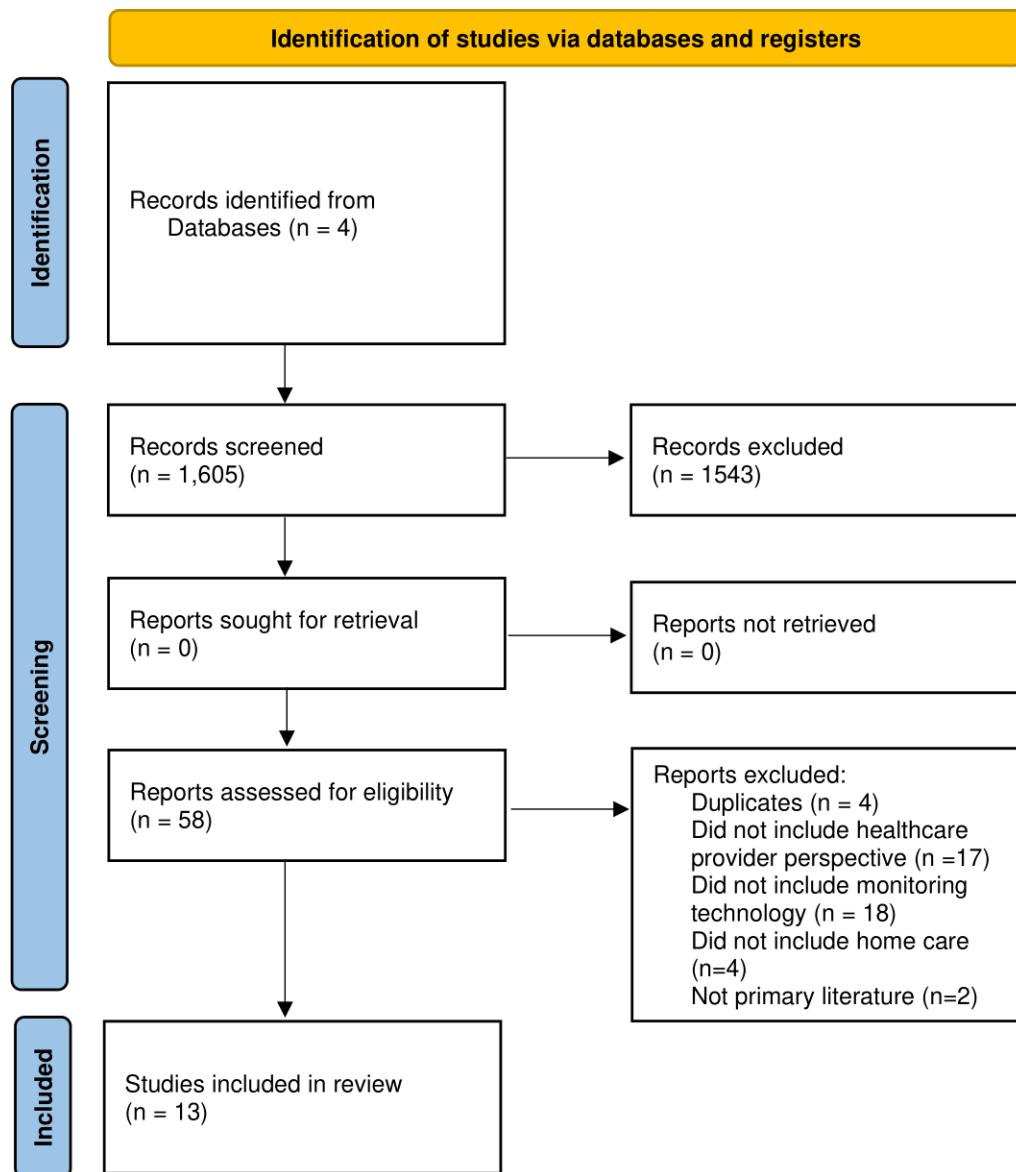 Identification of studies via databases and registers
Identification
Records identified from
Databases (n = 4)
Screening
Records screened
(n = 1,605)
Records excluded
(n = 1543)
Reports sought for retrieval
(n = 0)
Reports not retrieved
(n = 0)
Reports assessed for eligibility
(n = 58)
Reports excluded:
Duplicates (n = 4)
Did not include healthcare
provider perspective (n =17)
Did not include monitoring
technology (n = 18)
Did not include home care
(n=4)
Not primary literature (n=2)
Included
Studies included in review
(n = 13)